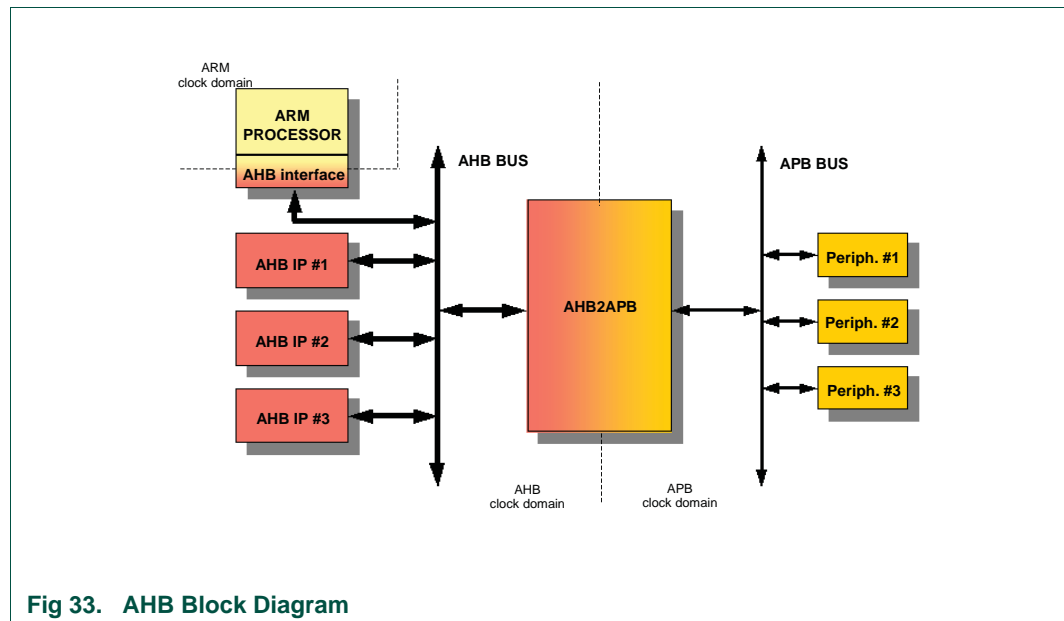 ARM
clock domain
ARM
PROCESSOR
AHB interface
AHB BUS
APB BUS
AHB IP #1
AHB IP #2
AHB IP #3
AHB2APB
Periph. #1
Periph. #2
Periph. #3
AHB
clock domain
APB
clock domain
Fig 33. AHB Block Diagram